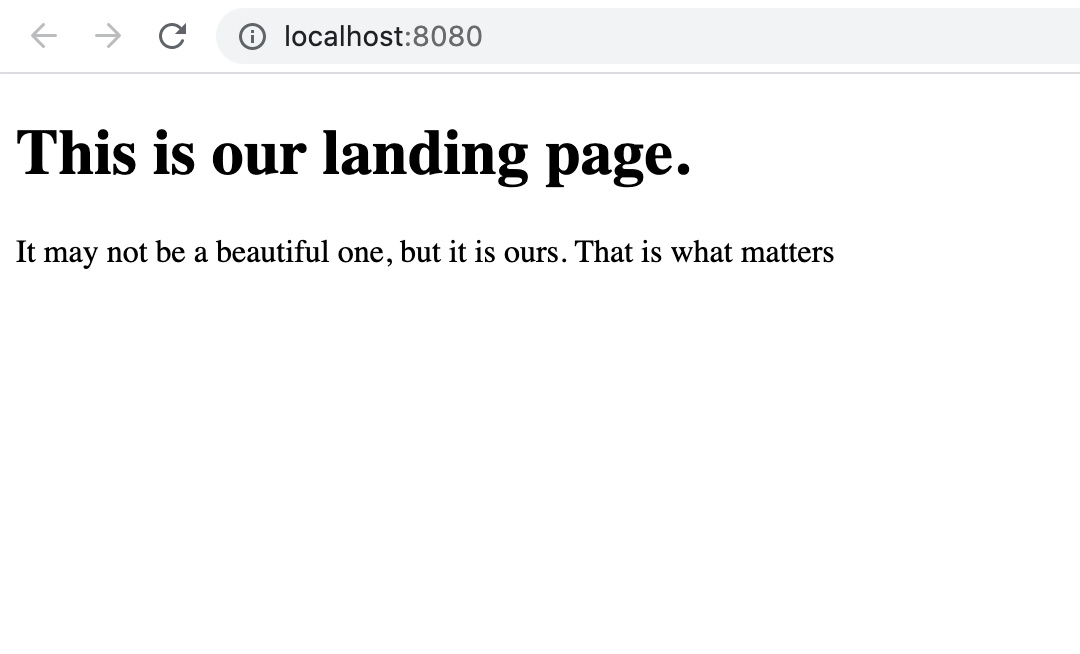 localhost:8080
This is our landing page.
It may not be a beautiful one, but it is ours. That is what matters